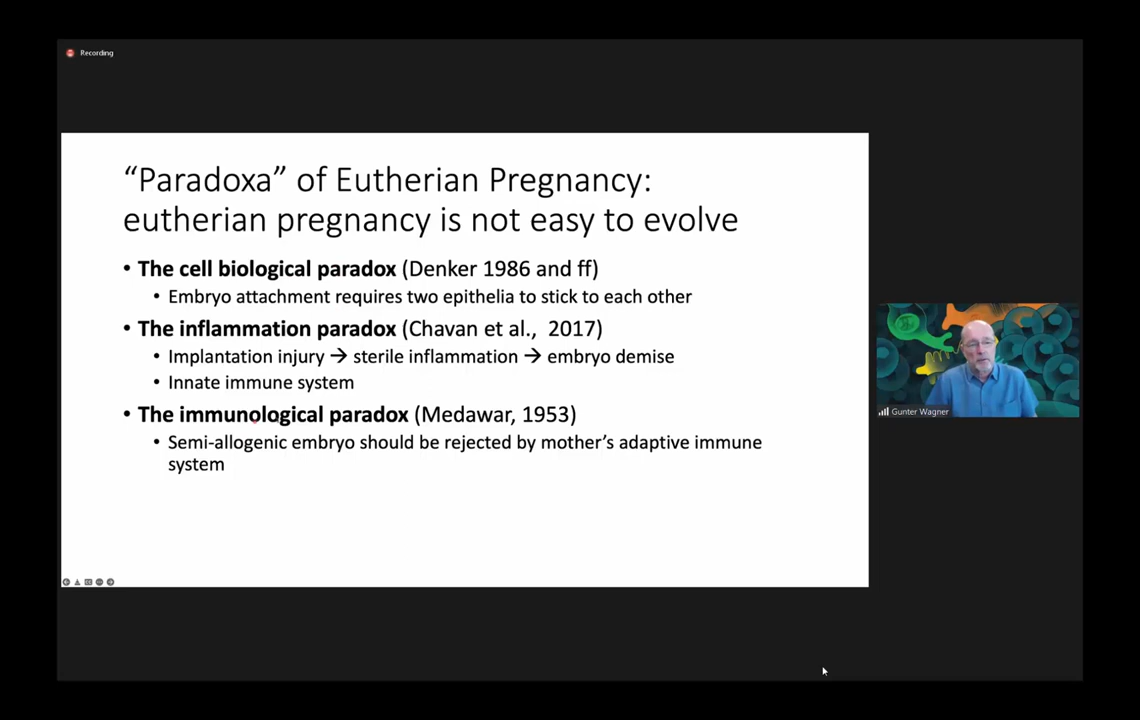 Recording
“Paradoxa” of Eutherian Pregnancy:
eutherian pregnancy is not easy to evolve
• The cell biological paradox (Denker 1986 and ff)
• Embryo attachment requires two epithelia to stick to each other
• The inflammation paradox (Chavan et al., 2017)
• Implantation injury → sterile inflammation → embryo demise
• Innate immune system
• The immunological paradox (Medawar, 1953)
• Semi-allogenic embryo should be rejected by mother’s adaptive immune
system
Gunter Wagner